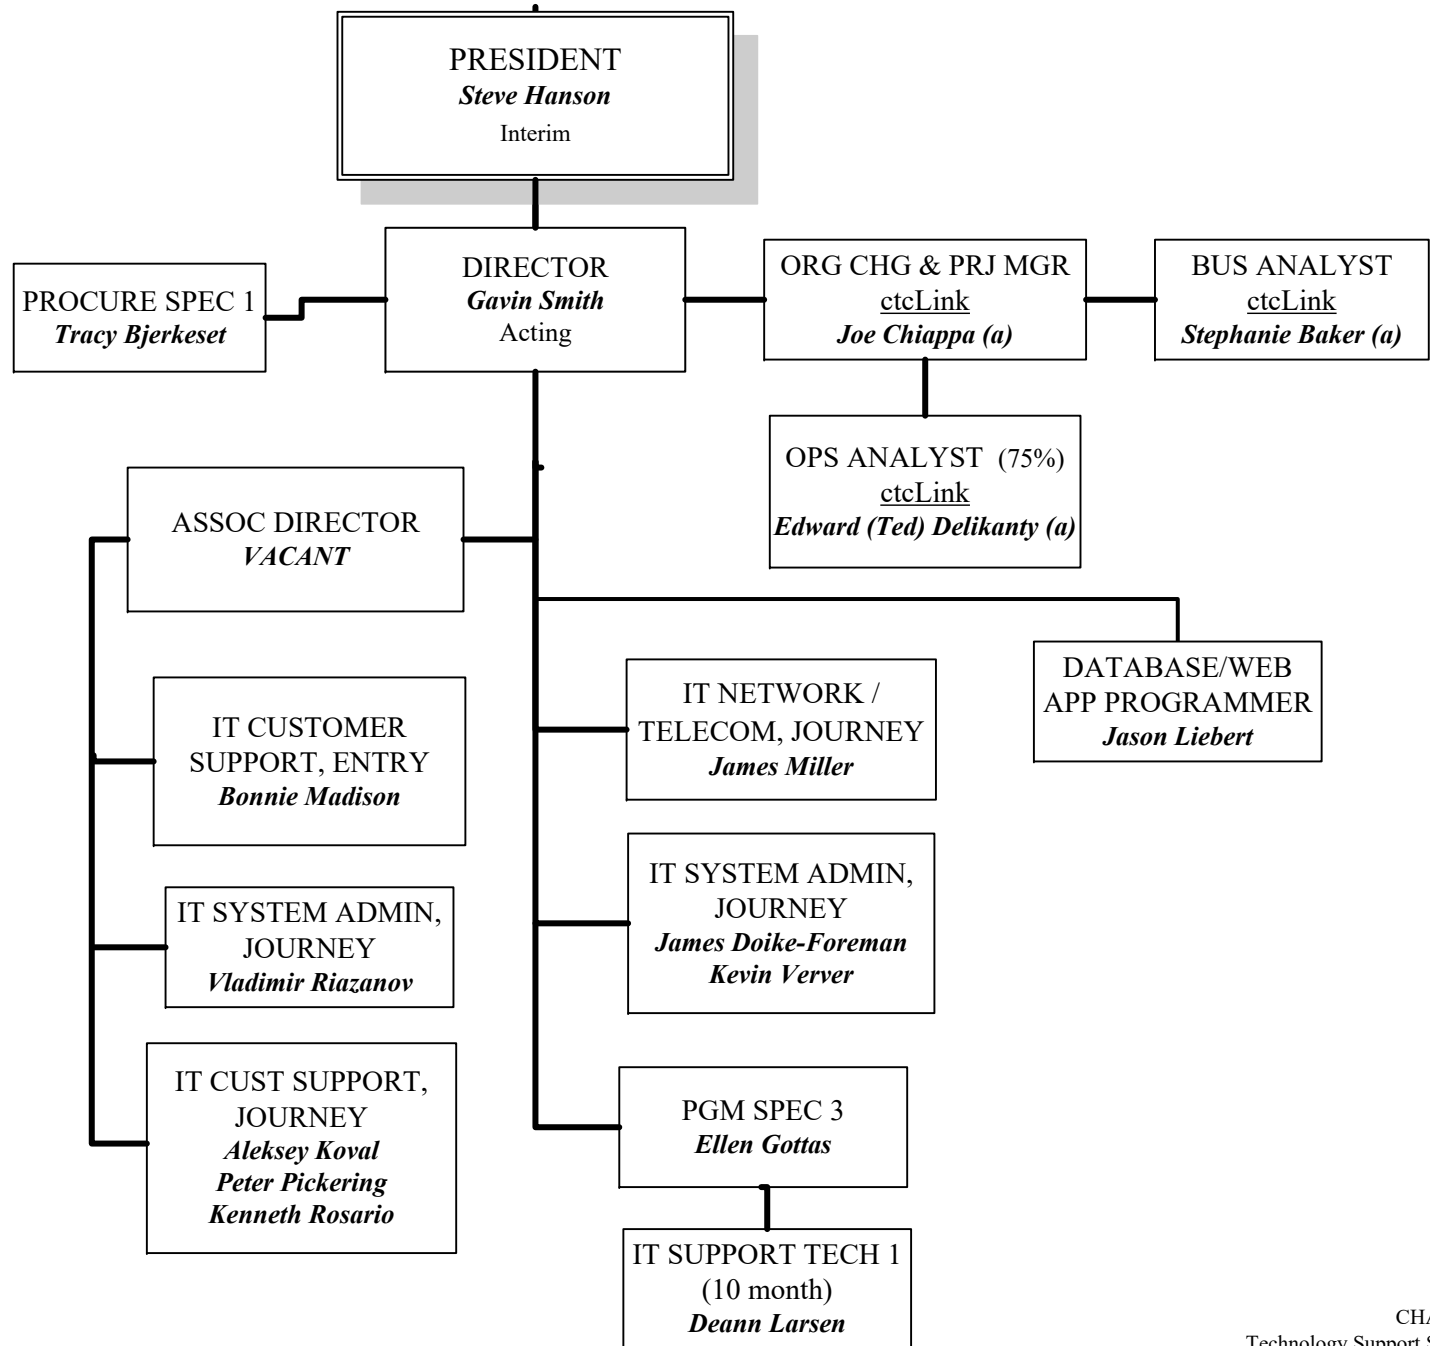 PRESIDENT
Steve Hanson
Interim
DIRECTOR
Gavin Smith
Acting
PROCURE SPEC 1
Tracy Bjerkeset
ORG CHG & PRJ MGR
ctcLink
Joe Chiappa (a)
BUS ANALYST
ctcLink
Stephanie Baker (a)
OPS ANALYST (75%)
ctcLink
Edward (Ted) Delikanty (a)
ASSOC DIRECTOR
VACANT
IT CUSTOMER
SUPPORT, ENTRY
Bonnie Madison
IT SYSTEM ADMIN,
JOURNEY
Vladimir Riazanov
IT CUST SUPPORT,
JOURNEY
Aleksey Koval
Peter Pickering
Kenneth Rosario
IT NETWORK /
TELECOM, JOURNEY
James Miller
IT SYSTEM ADMIN,
JOURNEY
James Doike-Foreman
Kevin Verver
PGM SPEC 3
Ellen Gottas
IT SUPPORT TECH 1
(10 month)
Deann Larsen
DATABASE/WEB
APP PROGRAMMER
Jason Liebert
CHA
Technology Support S